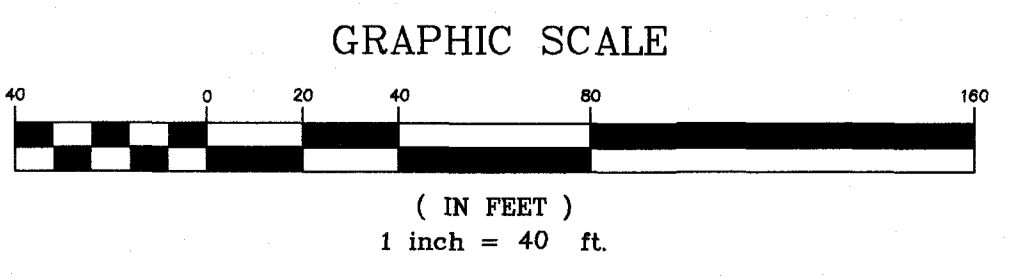 GRAPHIC SCALE
40 0 20 40 80 160
( IN FEET )
1 inch = 40 ft.